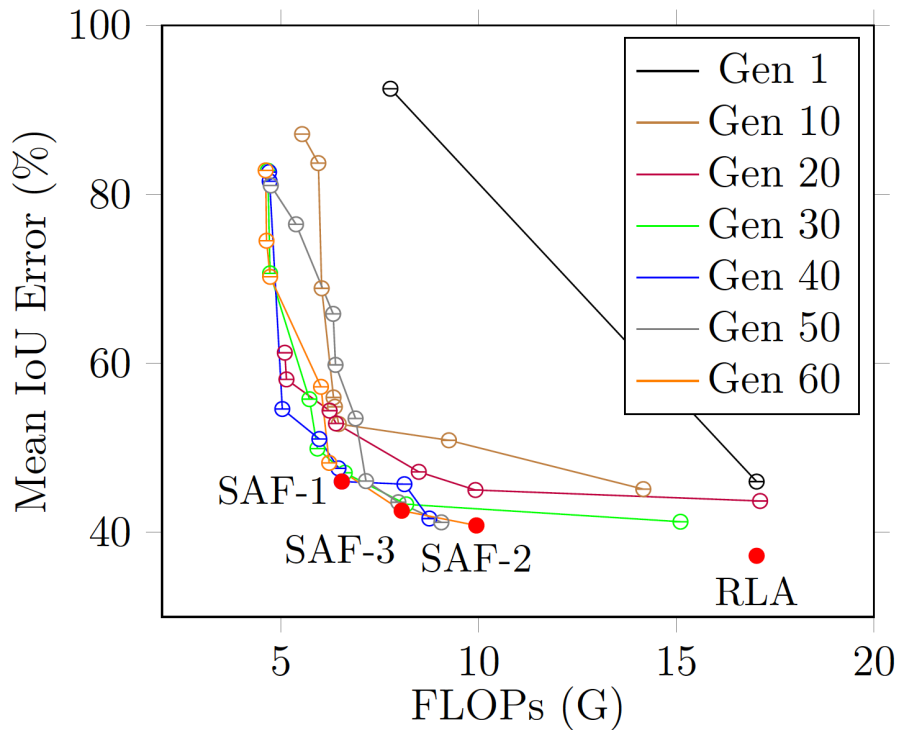 100
80
60
40
5
10
15
20
Mean IoU Error (%)
FLOPs (G)
Gen 1
Gen 10
Gen 20
Gen 30
Gen 40
Gen 50
Gen 60
SAF-1
SAF-3
SAF-2
RLA